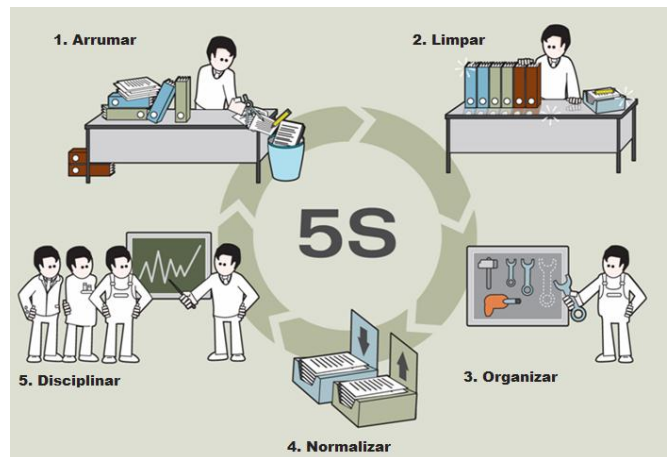 1. Arrumar
2. Limpar
5S
3. Organizar
4. Normalizar
5. Disciplinar